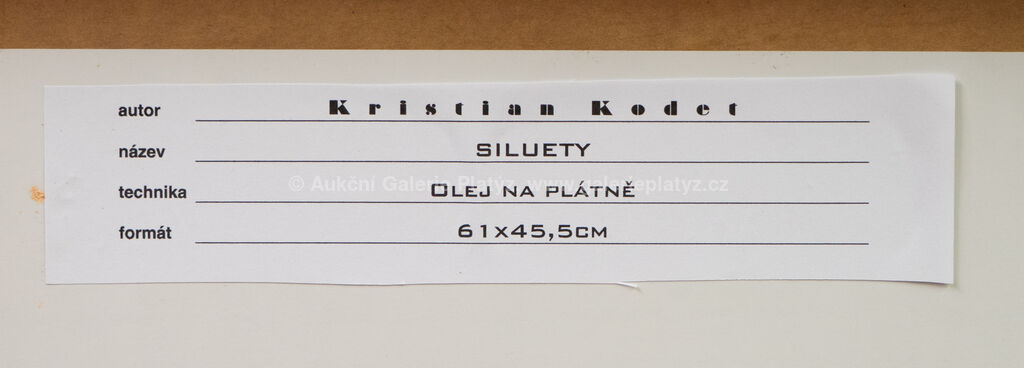 autor Kristian Kodet
název SILUETY
technika OLEJ NA PLÁTNĚ
formát 61x45,5CM
© Aukční Galerie Platýz, www.galerieplatyz.cz